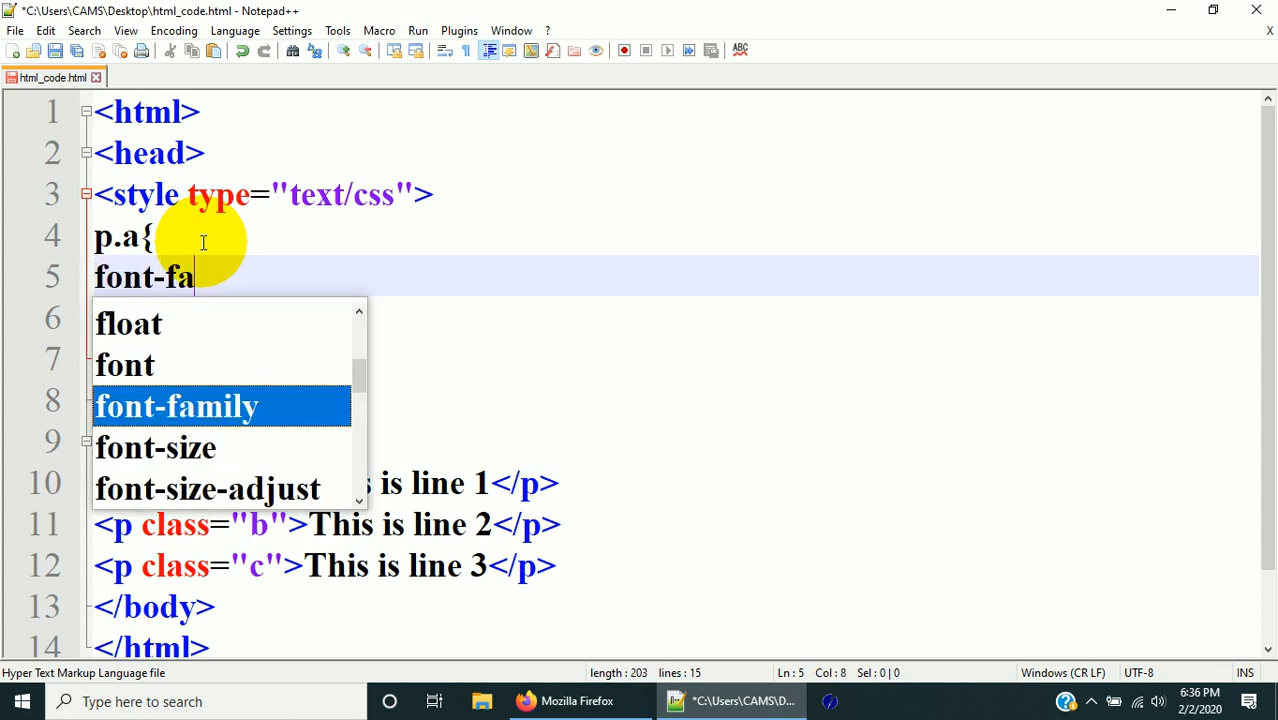 *C:\Users\CAMS\Desktop\html_code.html - Notepad++
File Edit Search View Encoding Language Settings Tools Macro Run Plugins Window ? X
ABC
html_code.html
1 <html>
2 <head>
3 <style type="text/css">
4 p.a{
5 font-fa
6 float
7 font
8 font-family
9 font-size
10 s is line 1</p>
font-size-adjust
11 <p class="b">This is line 2</p>
12 <p class="c">This is line 3</p>
13 </body>
14 </html>
Hyper Text Markup Language file length : 203 lines : 15 Ln : 5 Col : 8 Sel : 0 | 0 Windows (CR LF) UTF-8 INS
Type here to search Mozilla Firefox *C:\Users\CAMS\D... 6:36 PM
2/2/2020